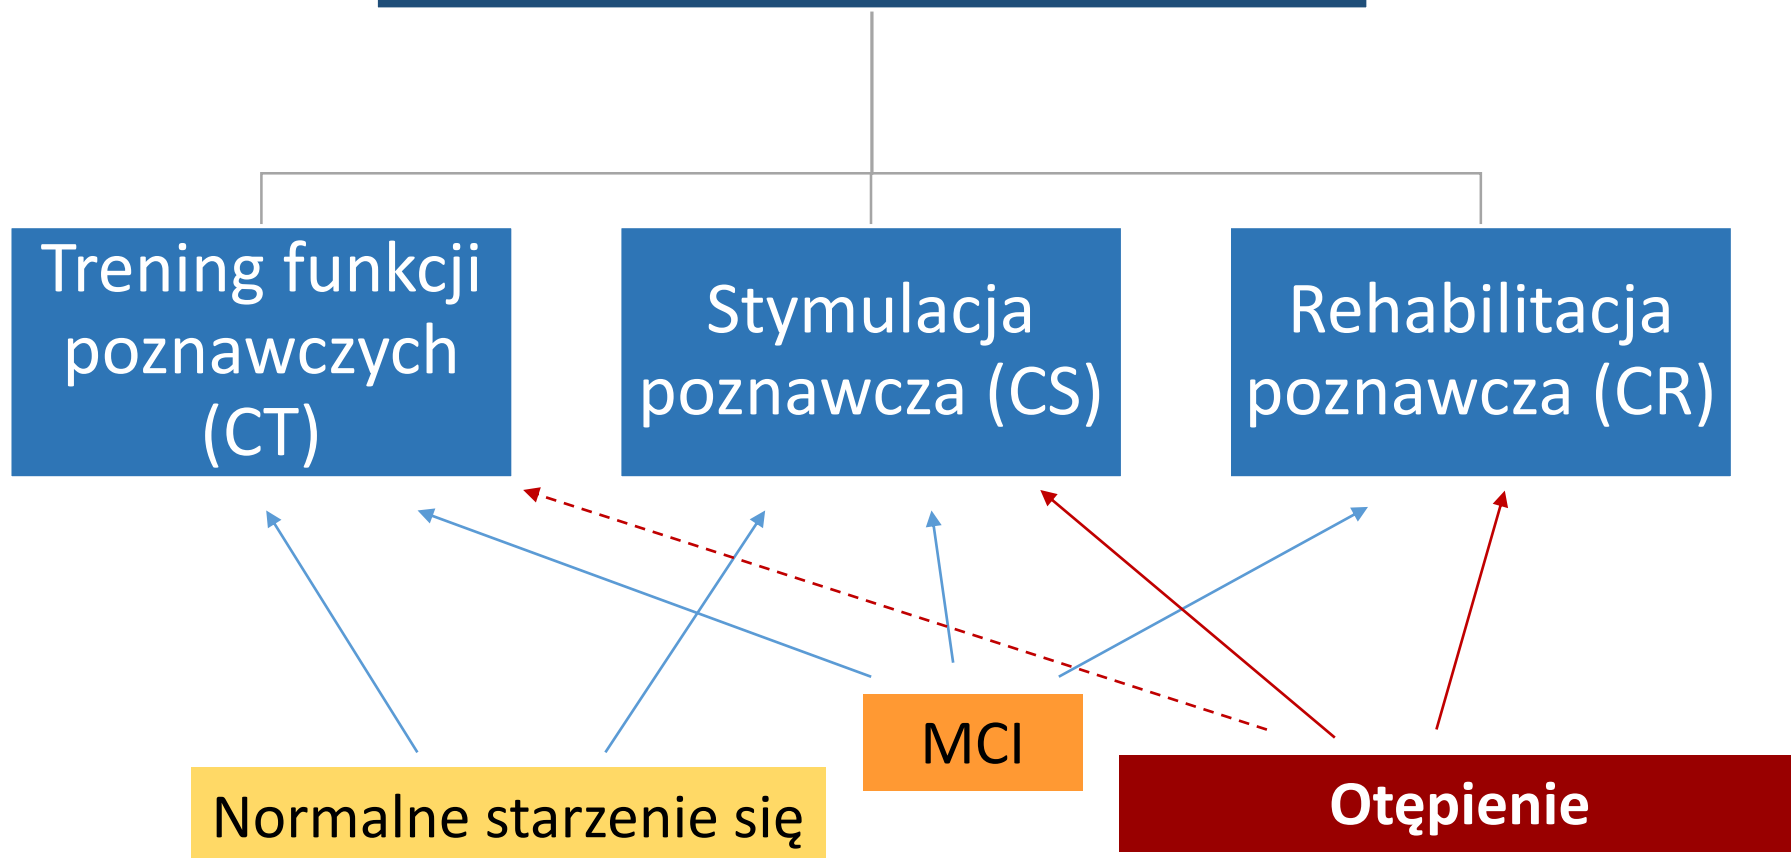 Trening funkcji
poznawczych
(CT)
Stymulacja
poznawcza (CS)
Rehabilitacja
poznawcza (CR)
MCI
Normalne starzenie się
Otępienie